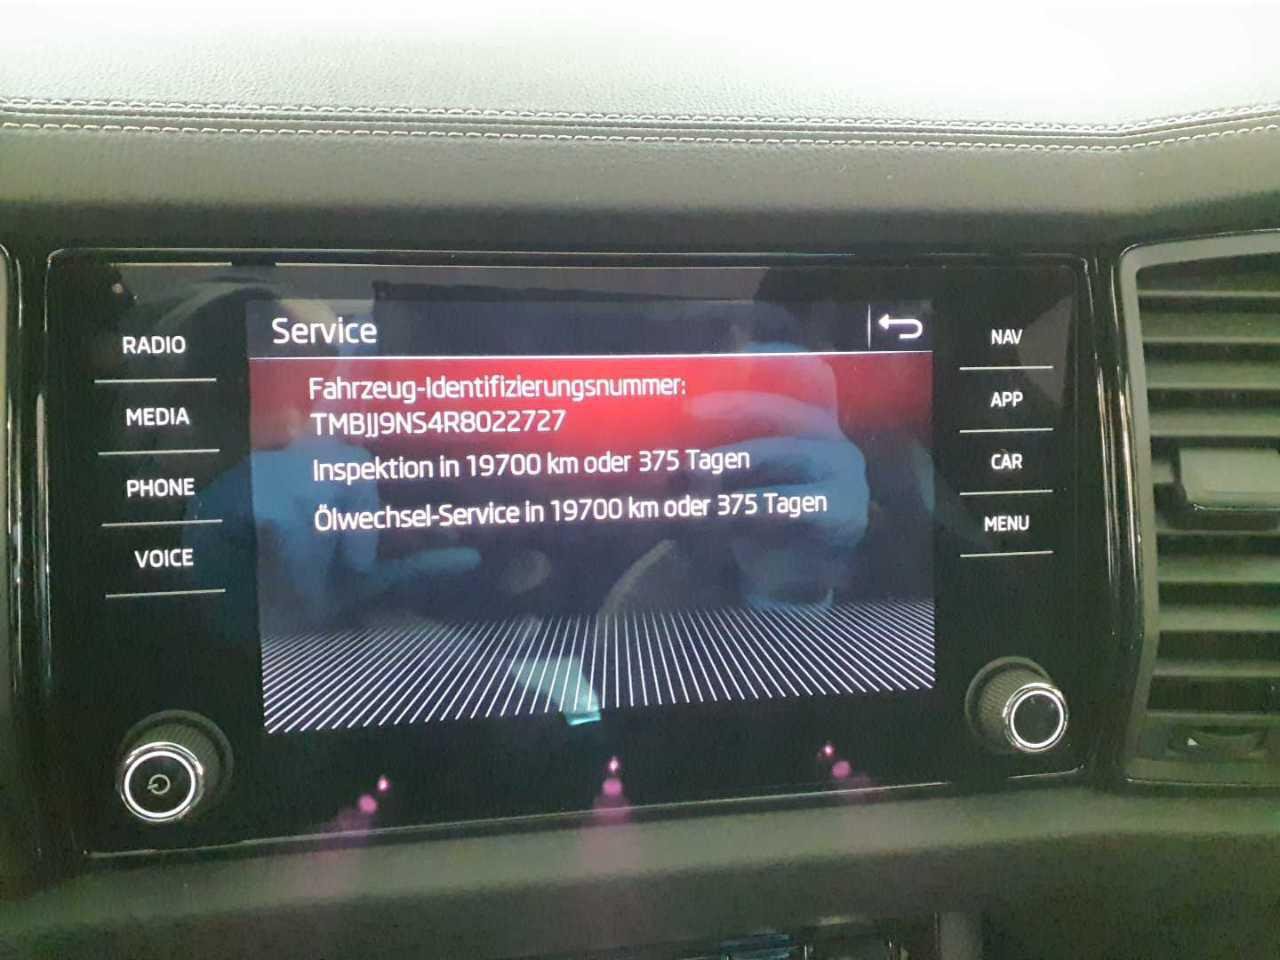 Service
RADIO
MEDIA
PHONE
VOICE
Fahrzeug-Identifizierungsnummer:
TMBJJ9NS4R8022727
Inspektion in 19700 km oder 375 Tagen
Ölwechsel-Service in 19700 km oder 375 Tagen
NAV
APP
CAR
MENU